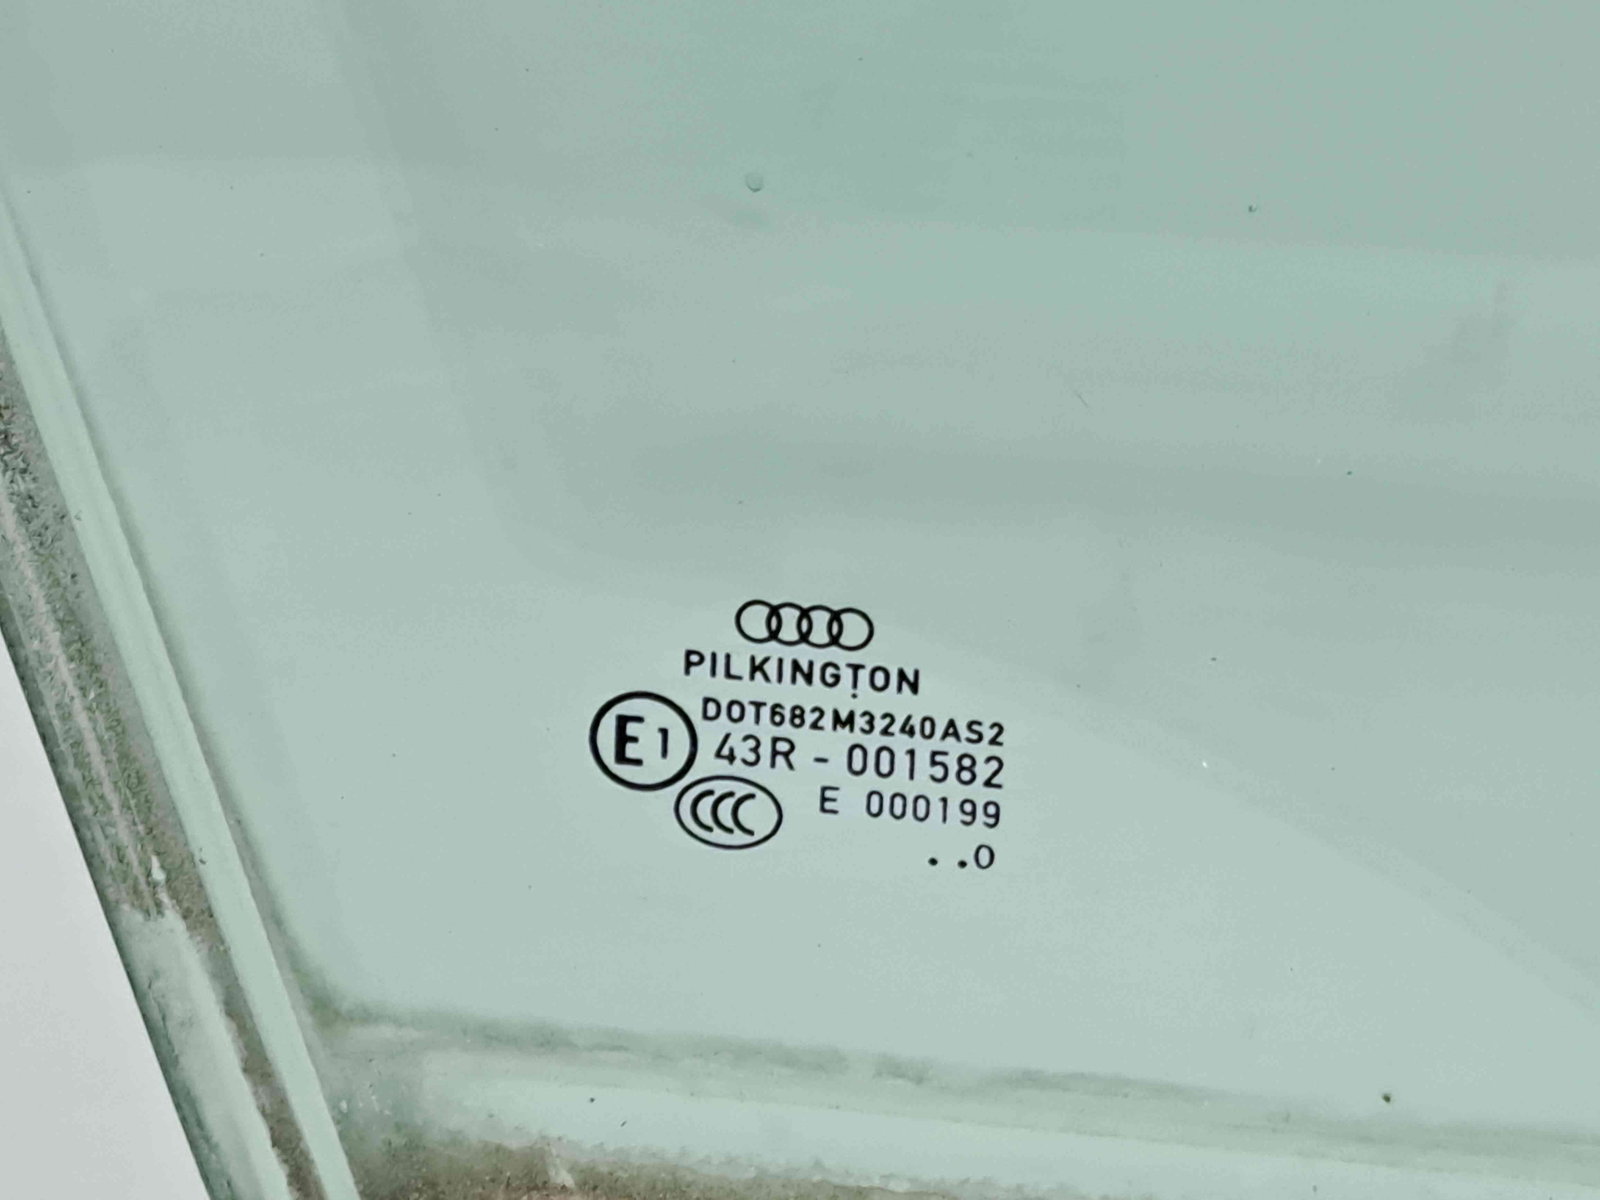 PILKINGTON
DOT682M3240AS2
E1 43R - 001582
CCC E 000199
. .0